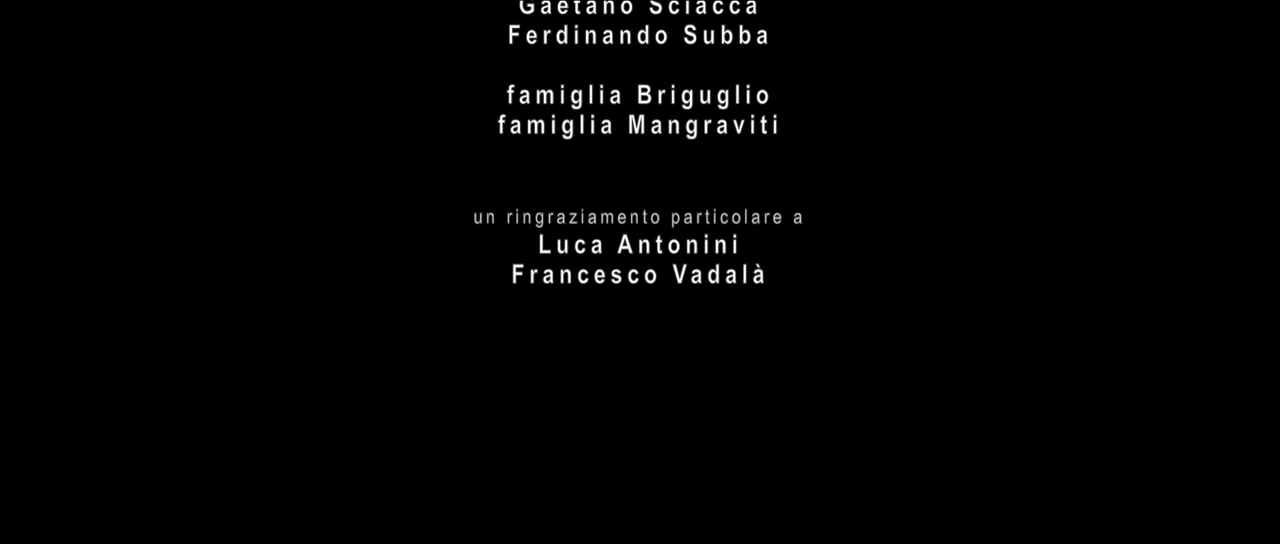 Gaetano Sciacca
Ferdinando Subba
famiglia Briguglio
famiglia Mangraviti
un ringraziamento particolare a
Luca Antonini
Francesco Vadalà